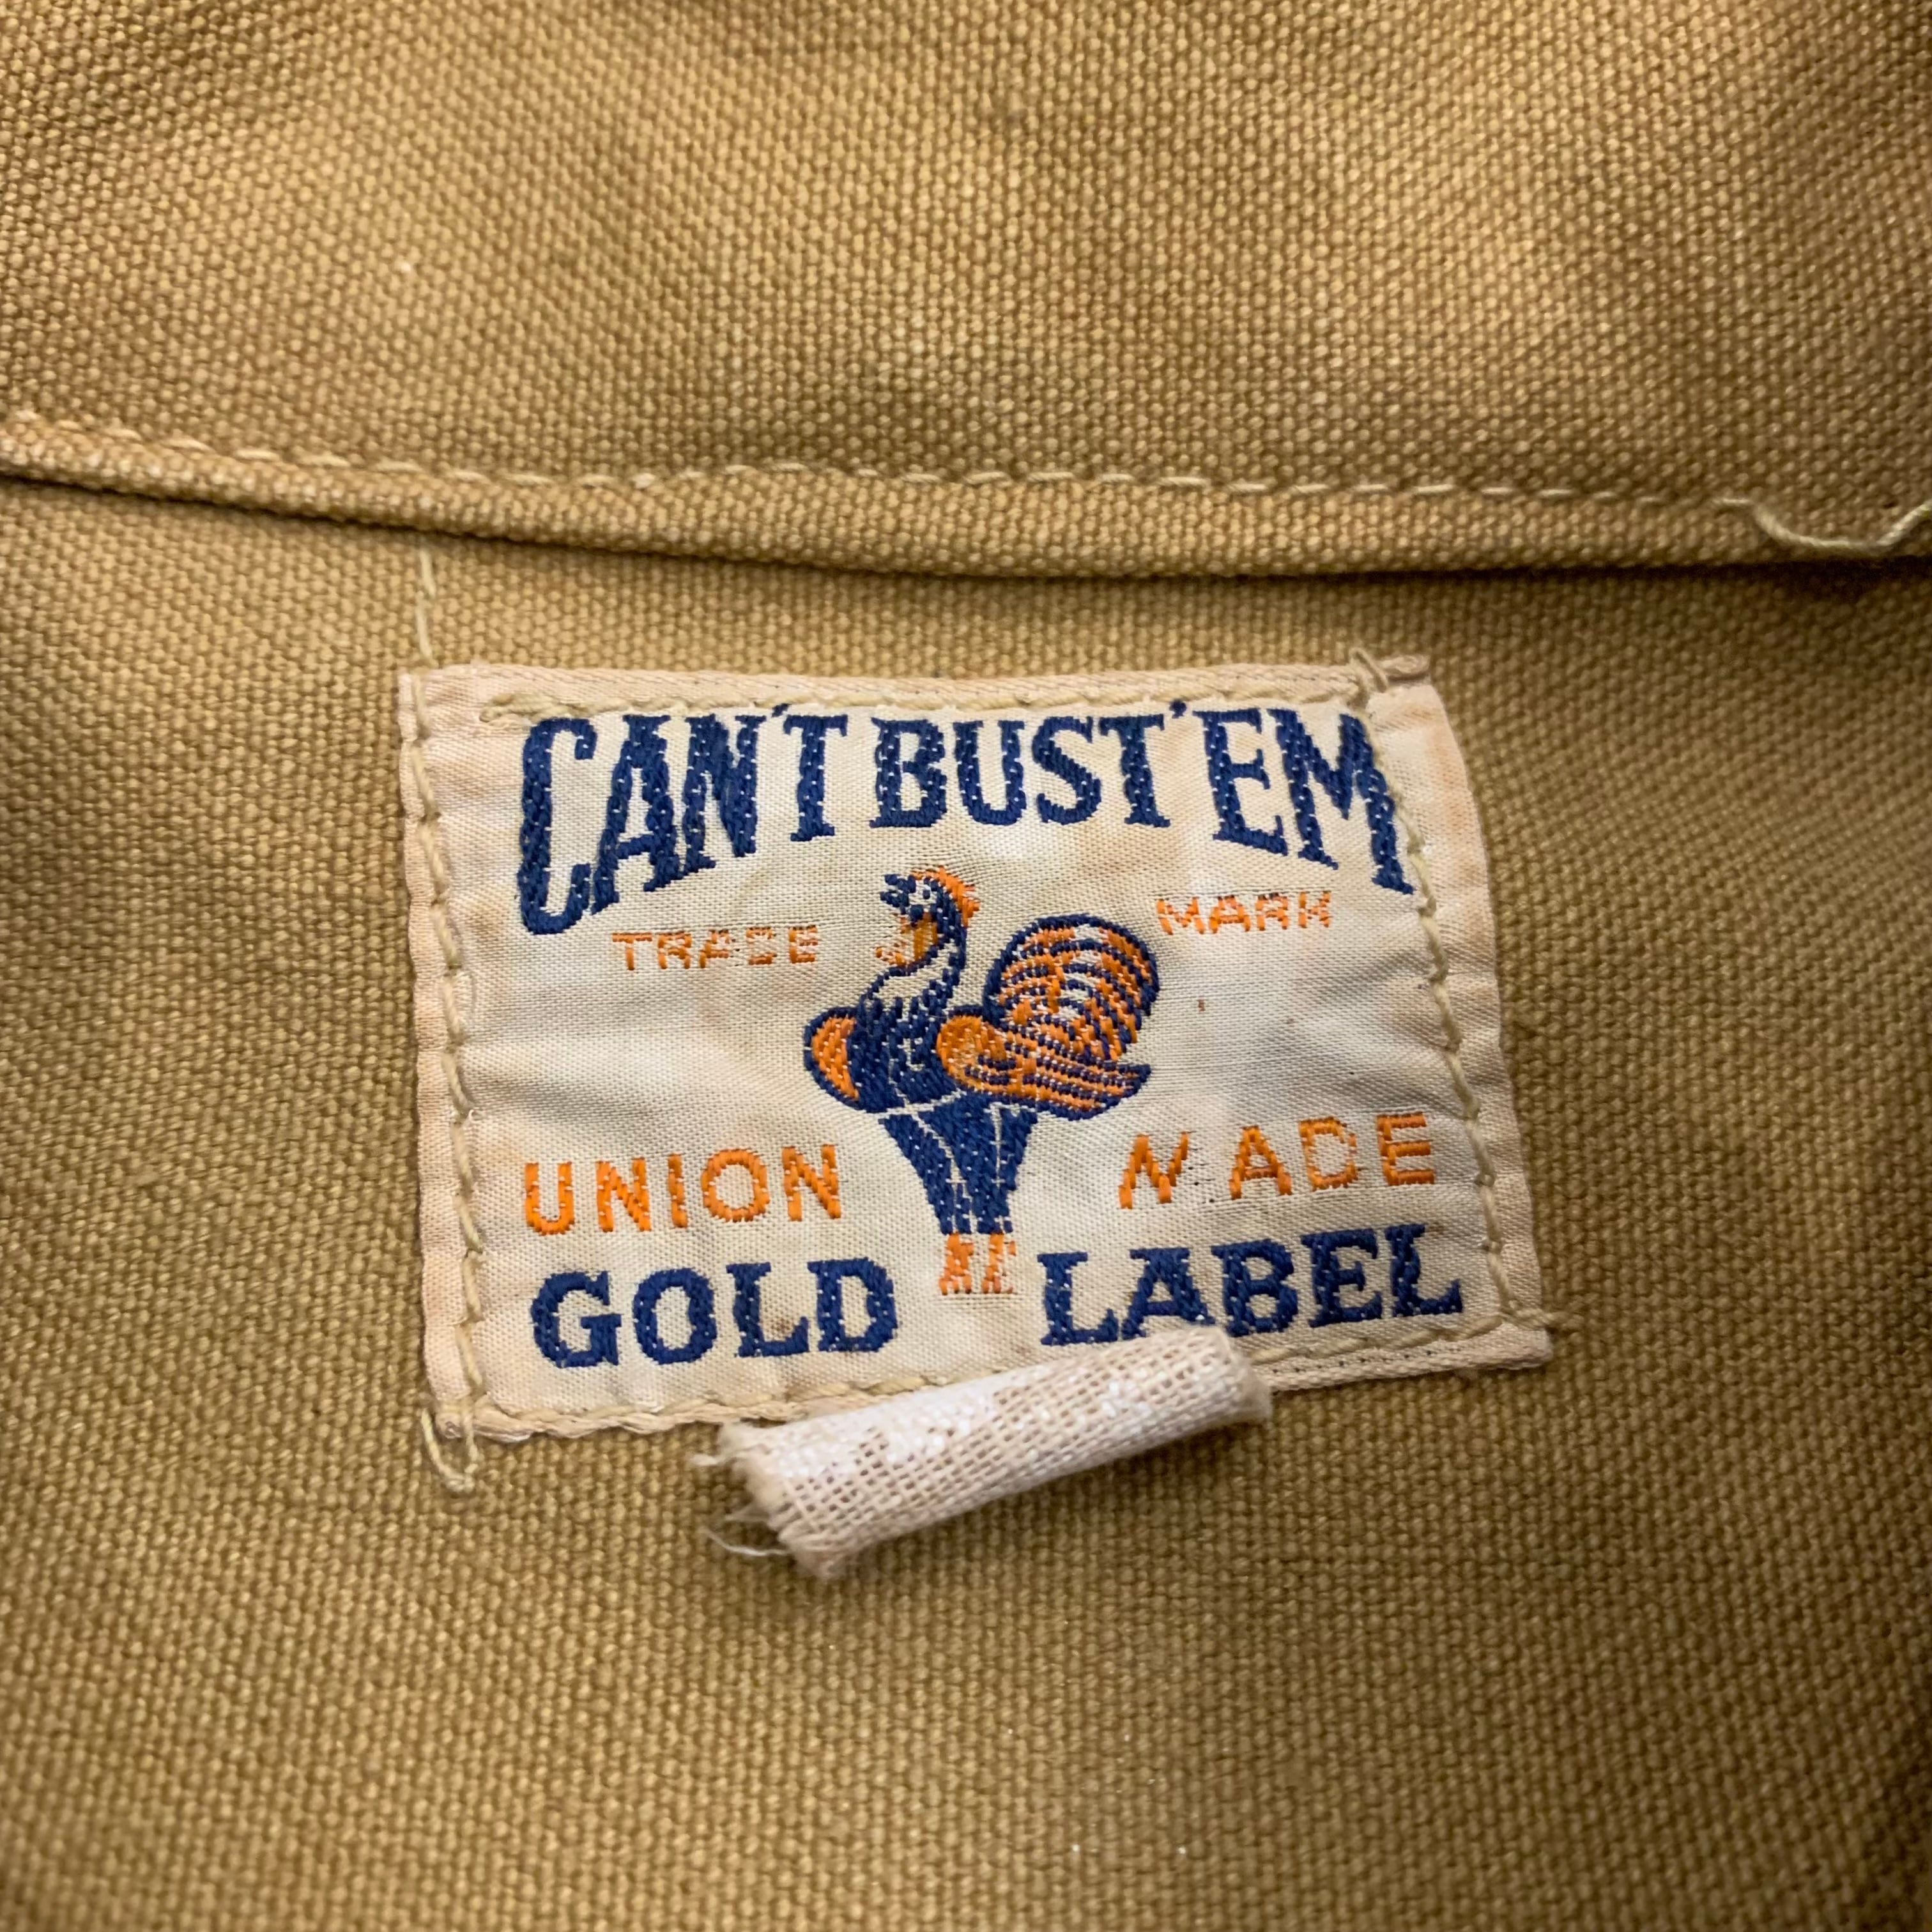 CAN'T BUST 'EM
TRADE MARK
UNION MADE
GOLD LABEL